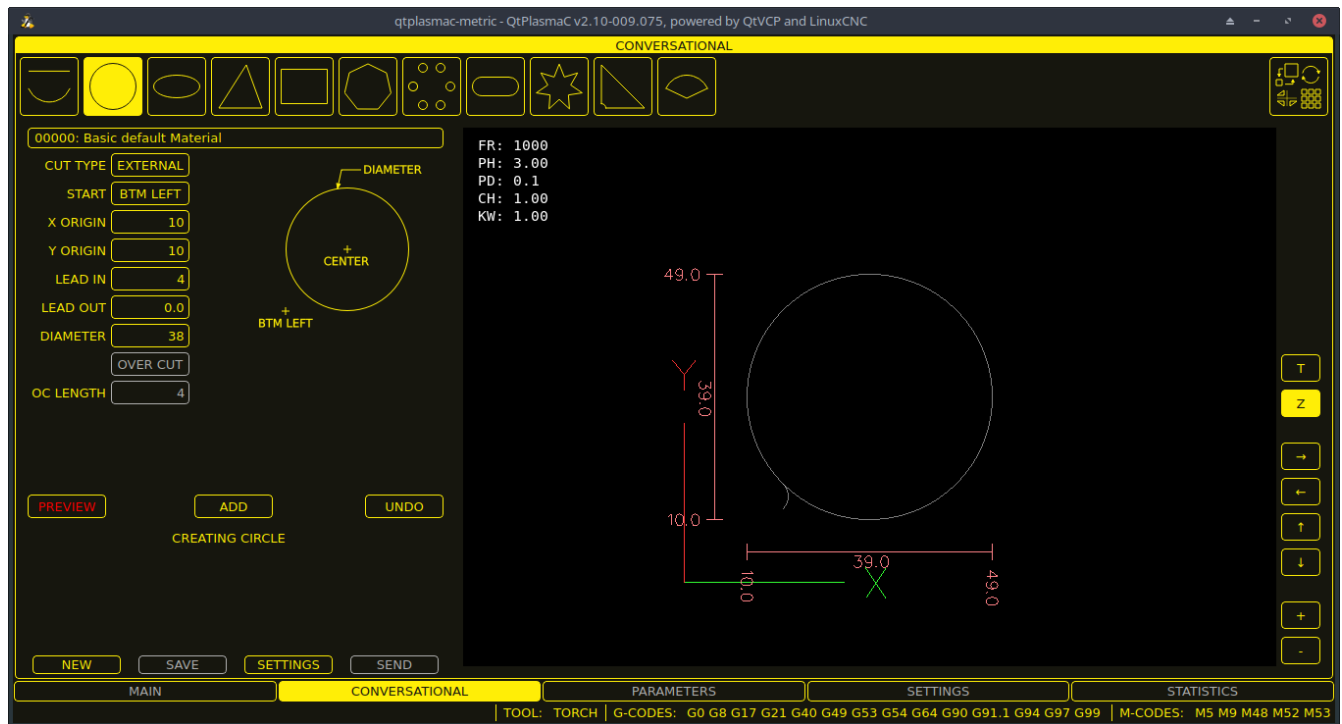 qtplasmac-metric - QtPlasmaC v2.10-009.075, powered by QtVCP and LinuxCNC
CONVERSATIONAL
00000: Basic default Material
CUT TYPE EXTERNAL
START BTM LEFT
X ORIGIN 10
Y ORIGIN 10
LEAD IN 4
LEAD OUT 0.0
DIAMETER 38
OVER CUT
OC LENGTH 4
DIAMETER
CENTER
BTM LEFT
PREVIEW ADD UNDO
CREATING CIRCLE
NEW SAVE SETTINGS SEND
FR: 1000
PH: 3.00
PD: 0.1
CH: 1.00
KW: 1.00
49.0
Y
39.0
10.0
39.0
10.0
X
49.0
T
Z
→
←
↑
↓
+
-
MAIN CONVERSATIONAL PARAMETERS SETTINGS STATISTICS
TOOL: TORCH G-CODES: G0 G8 G17 G21 G40 G49 G53 G54 G64 G90 G91.1 G94 G97 G99 M-CODES: M5 M9 M48 M52 M53